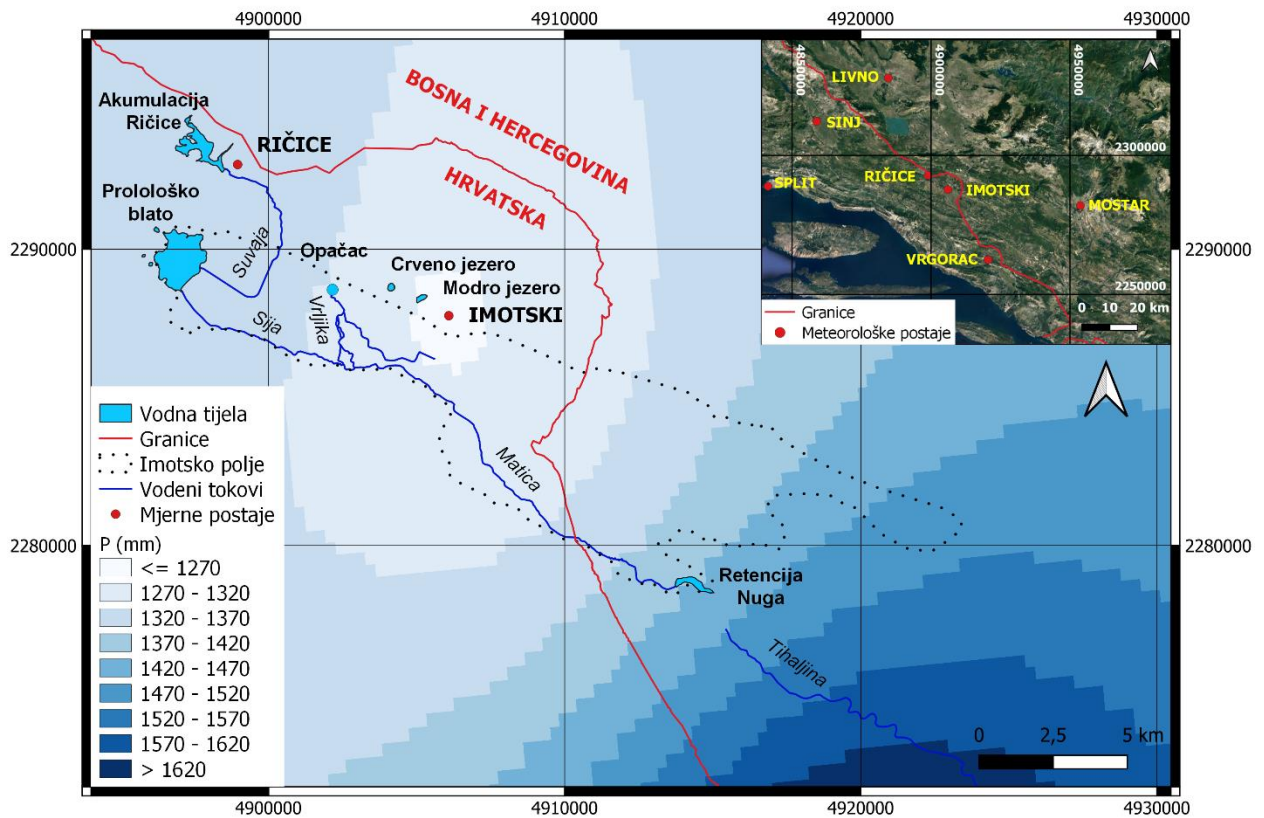 4900000
4910000
4920000
4930000
Akumulacija
Ričice
RIČICE
BOSNA I HERCEGOVINA
HRVATSKA
Prološko
blato
2290000
Suvaja
Opačac
Crveno jezero
Modro jezero
IMOTSKI
Vrljika
Sija
Matica
Retencija
Nuga
Tihaljina
2280000
Vodna tijela
Granice
Imotsko polje
Vodeni tokovi
Mjerne postaje
P (mm)
<= 1270
1270 - 1320
1320 - 1370
1370 - 1420
1420 - 1470
1470 - 1520
1520 - 1570
1570 - 1620
> 1620
4850000
4900000
4950000
LIVNO
SINJ
2300000
SPLIT
RIČICE
IMOTSKI
MOSTAR
VRGORAC
2250000
0 10 20 km
Granice
Meteorološke postaje
2290000
2280000
0 2,5 5 km
4900000
4910000
4920000
4930000